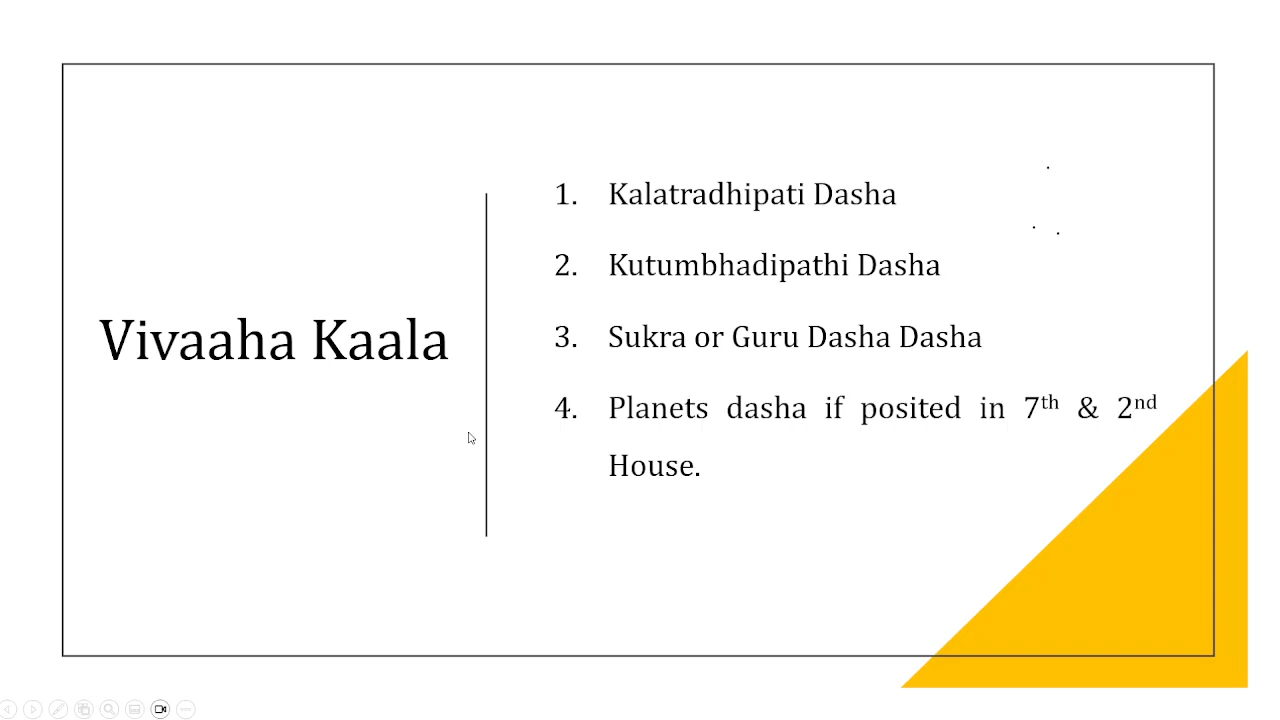 Vivaaha Kaala
1. Kalatradhipati Dasha
2. Kutumbhadipathi Dasha
3. Sukra or Guru Dasha Dasha
4. Planets dasha if posited in 7th & 2nd
House.